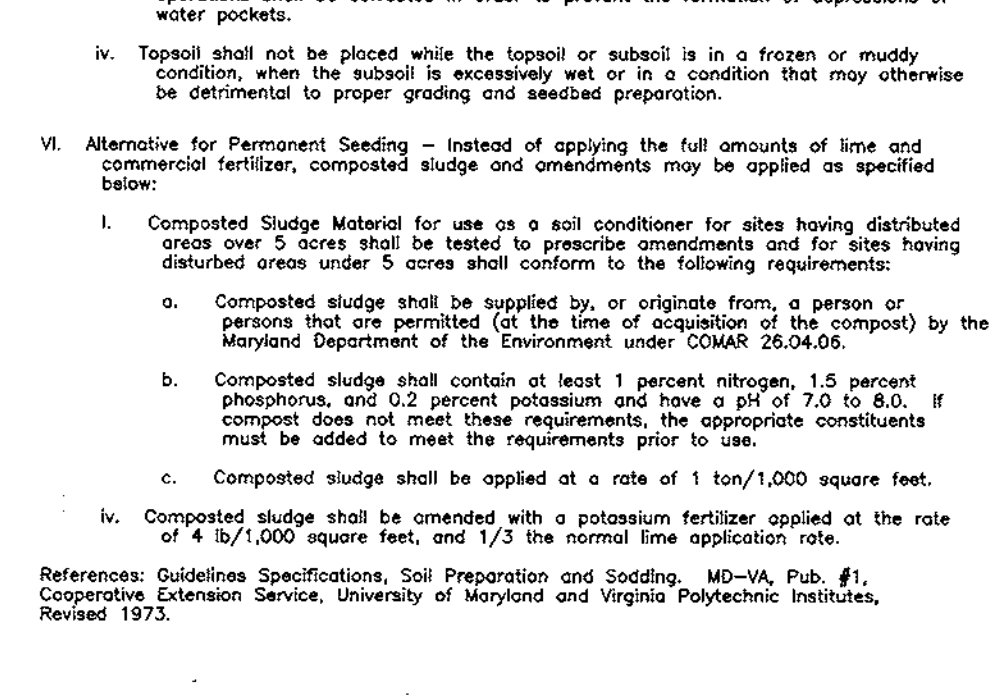 water pockets.
iv. Topsoil shall not be placed while the topsoil or subsoil is in a frozen or muddy
condition, when the subsoil is excessively wet or in a condition that may otherwise
be detrimental to proper grading and seedbed preparation.
VI. Alternative for Permanent Seeding – Instead of applying the full amounts of lime and
commercial fertilizer, composted sludge and amendments may be applied as specified
below:
I. Composted Sludge Material for use as a soil conditioner for sites having distributed
areas over 5 acres shall be tested to prescribe amendments and for sites having
disturbed areas under 5 acres shall conform to the following requirements:
a. Composted sludge shall be supplied by, or originate from, a person or
persons that are permitted (at the time of acquisition of the compost) by the
Maryland Department of the Environment under COMAR 26.04.06.
b. Composted sludge shall contain at least 1 percent nitrogen, 1.5 percent
phosphorus, and 0.2 percent potassium and have a pH of 7.0 to 8.0. If
compost does not meet these requirements, the appropriate constituents
must be added to meet the requirements prior to use.
c. Composted sludge shall be applied at a rate of 1 ton/1,000 square feet.
iv. Composted sludge shall be amended with a potassium fertilizer applied at the rate
of 4 lb/1,000 square feet, and 1/3 the normal lime application rate.
References: Guidelines Specifications, Soil Preparation and Sodding. MD–VA, Pub. #1,
Cooperative Extension Service, University of Maryland and Virginia Polytechnic Institutes,
Revised 1973.